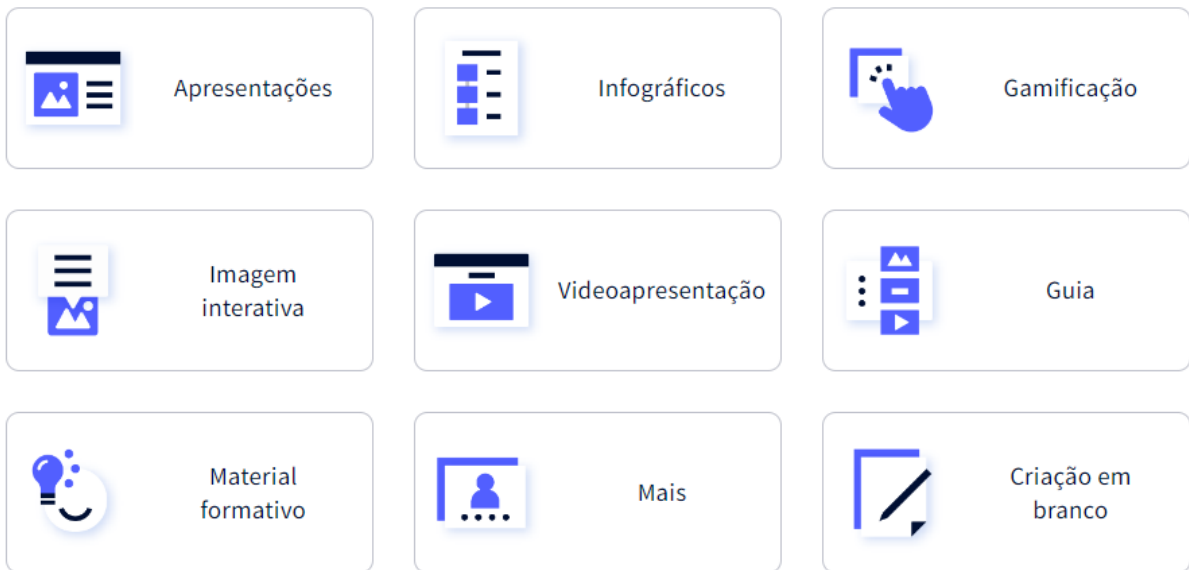 Apresentações
Infográficos
Gamificação
Imagem
interativa
Videoapresentação
Guia
Material
formativo
Mais
Criação em
branco